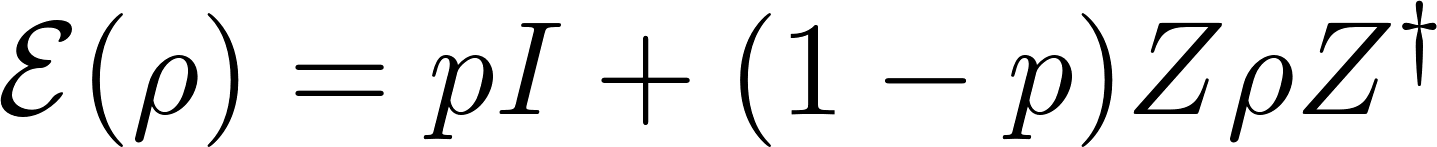 ℰ(ρ) = pI + (1 − p)ZρZ†